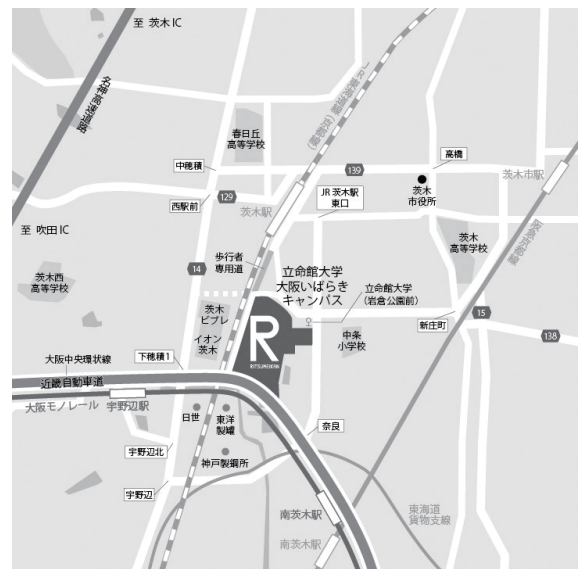 至 茨木IC
名神高速道路
JR東海道線(京都線)
春日丘
高等学校
中穂積
139
高橋
茨木市駅
西駅前
129
茨木駅
JR 茨木駅
東口
茨木
市役所
至 吹田IC
歩行者
専用道
茨木
高等学校
阪急京都線
14
茨木西
高等学校
立命館大学
大阪いばらき
キャンパス
立命館大学
(岩倉公園前)
茨木
ビブレ
R
RITSUMEIKAN
中条
小学校
新庄町
15
138
イオン
茨木
下穂積1
大阪中央環状線
近畿自動車道
大阪モノレール
宇野辺駅
日世
東洋
製罐
奈良
宇野辺北
神戸製鋼所
宇野辺
南茨木駅
東海道
貨物支線
南茨木駅